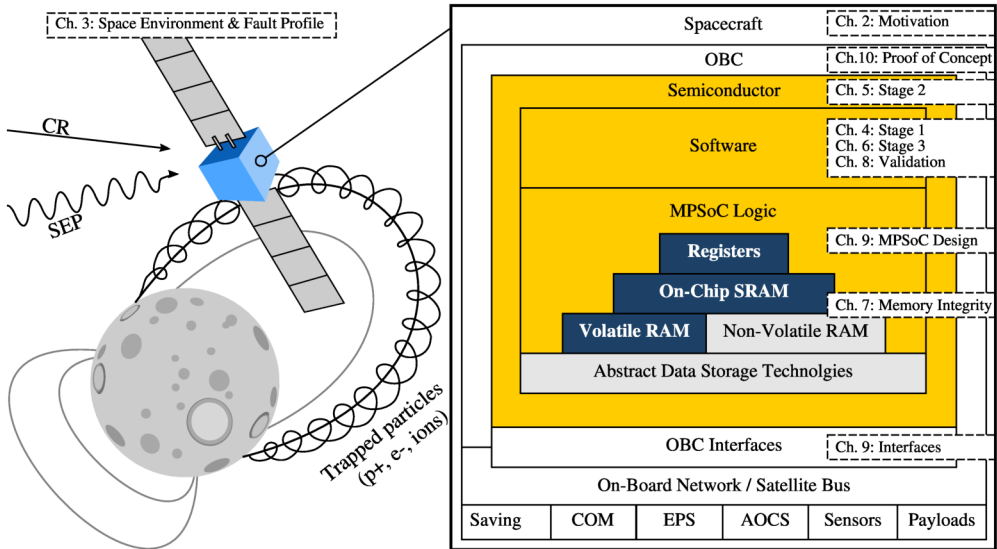 Ch. 3: Space Environment & Fault Profile
CR
SEP
Trapped particles
(p+, e-, ions)
Spacecraft
Ch. 2: Motivation
OBC
Ch.10: Proof of Concept
Semiconductor
Ch. 5: Stage 2
Software
Ch. 4: Stage 1
Ch. 6: Stage 3
Ch. 8: Validation
MPSoC Logic
Ch. 9: MPSoC Design
Registers
On-Chip SRAM
Ch. 7: Memory Integrity
Volatile RAM
Non-Volatile RAM
Abstract Data Storage Technolgies
OBC Interfaces
Ch. 9: Interfaces
On-Board Network / Satellite Bus
Saving
COM
EPS
AOCS
Sensors
Payloads